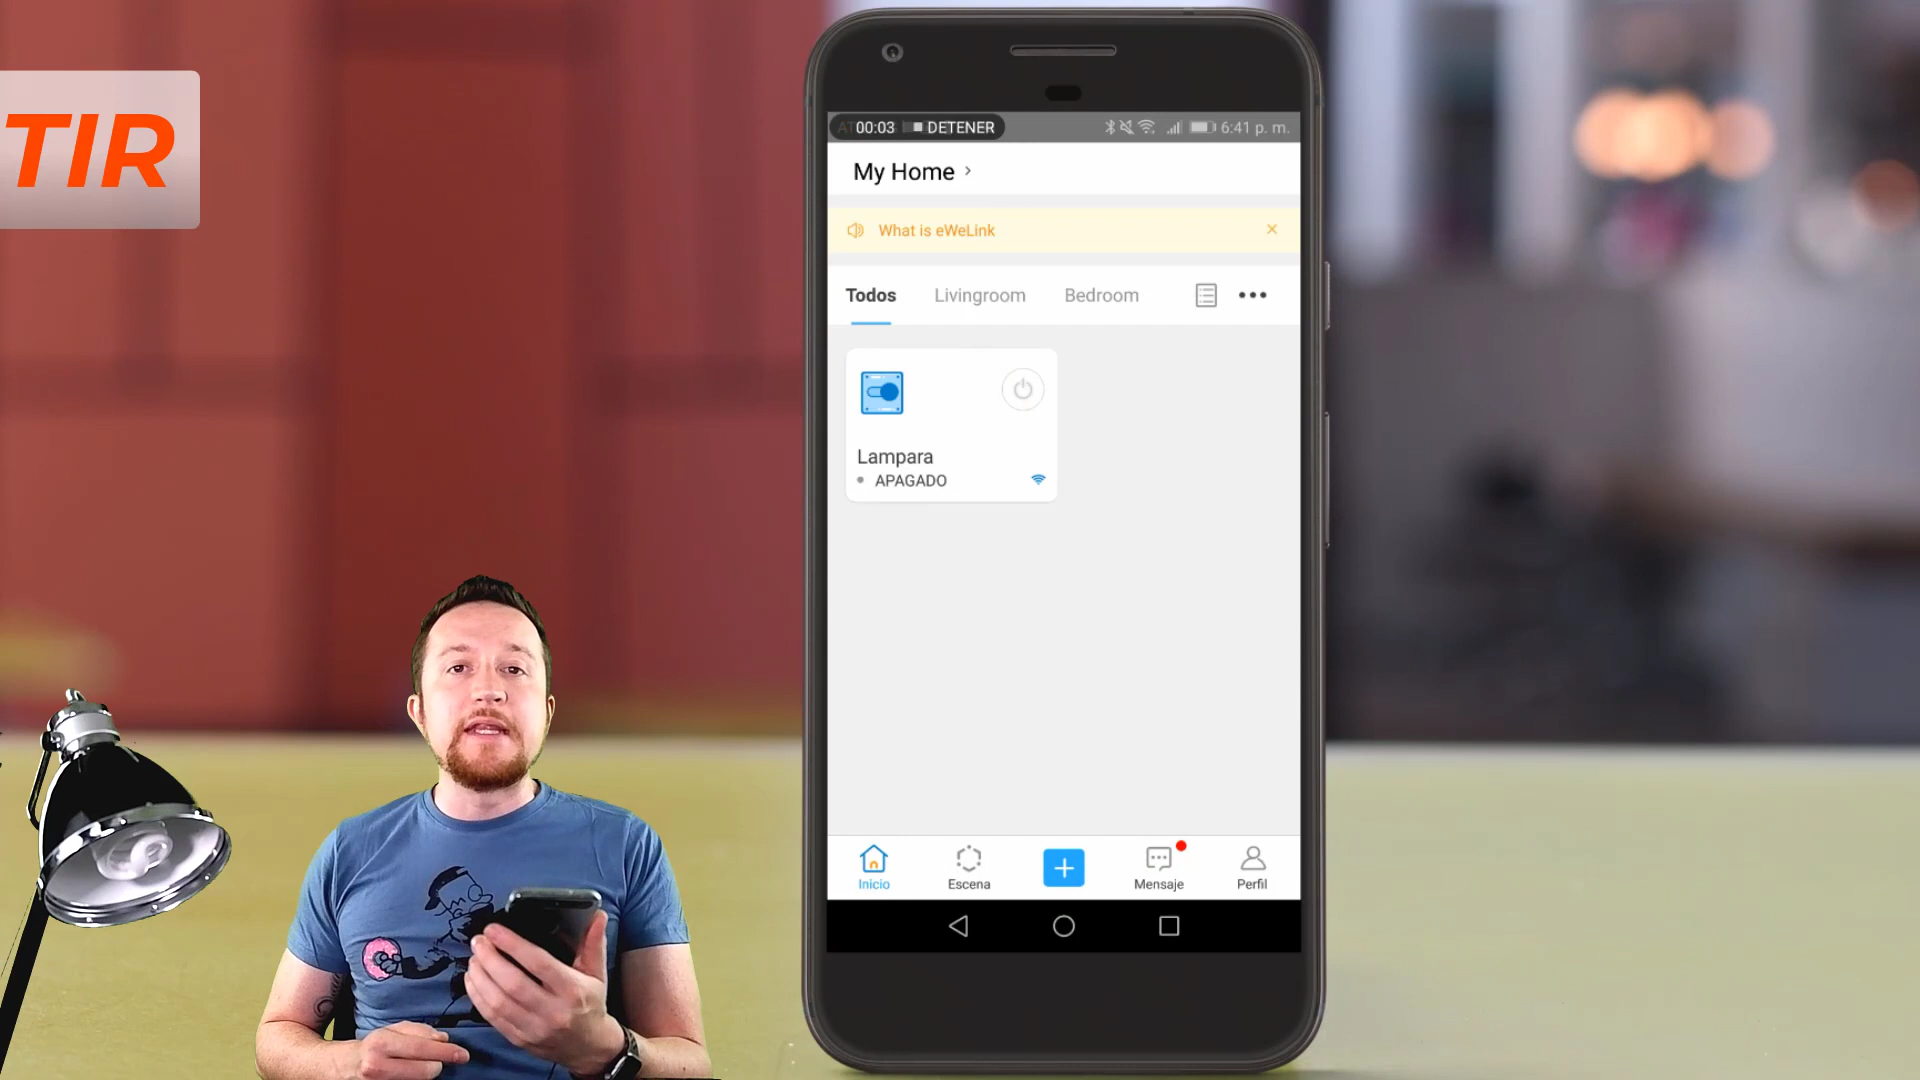 TIR
00:03 DETENER
6:41 p. m.
My Home
What is eWeLink
Todos Livingroom Bedroom
Lampara
APAGADO
Inicio Escena Mensaje Perfil